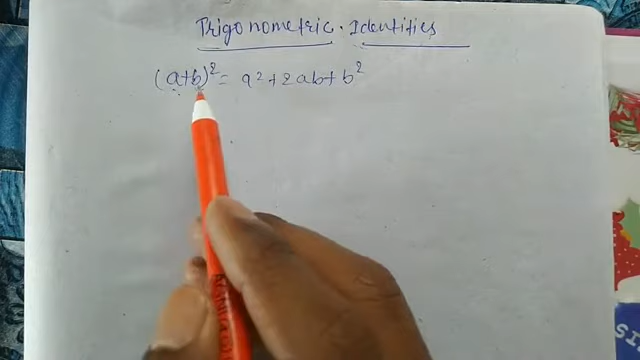 Trigonometric. Identities
(a+b)² = a²+2ab+b²